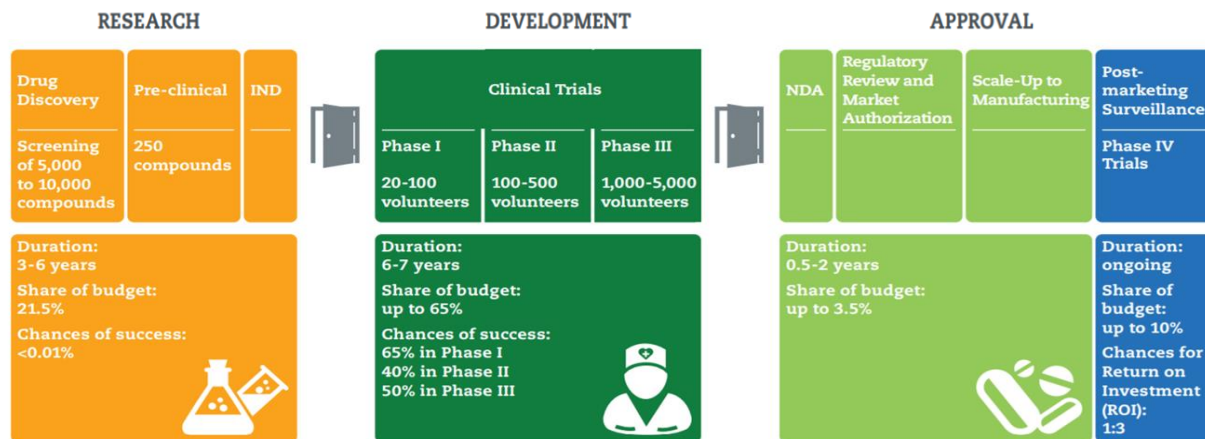 RESEARCH
Drug
Discovery
Screening
of 5,000
to 10,000
compounds
Pre-clinical
250
compounds
IND
Duration:
3-6 years
Share of budget:
21.5%
Chances of success:
<0.01%
DEVELOPMENT
Clinical Trials
Phase I
20-100
volunteers
Phase II
100-500
volunteers
Phase III
1,000-5,000
volunteers
Duration:
6-7 years
Share of budget:
up to 65%
Chances of success:
65% in Phase I
40% in Phase II
50% in Phase III
APPROVAL
NDA
Regulatory
Review and
Market
Authorization
Scale-Up to
Manufacturing
Post-
marketing
Surveillance
Phase IV
Trials
Duration:
0.5-2 years
Share of budget:
up to 3.5%
Duration:
ongoing
Share of
budget:
up to 10%
Chances for
Return on
Investment
(ROI):
1:3